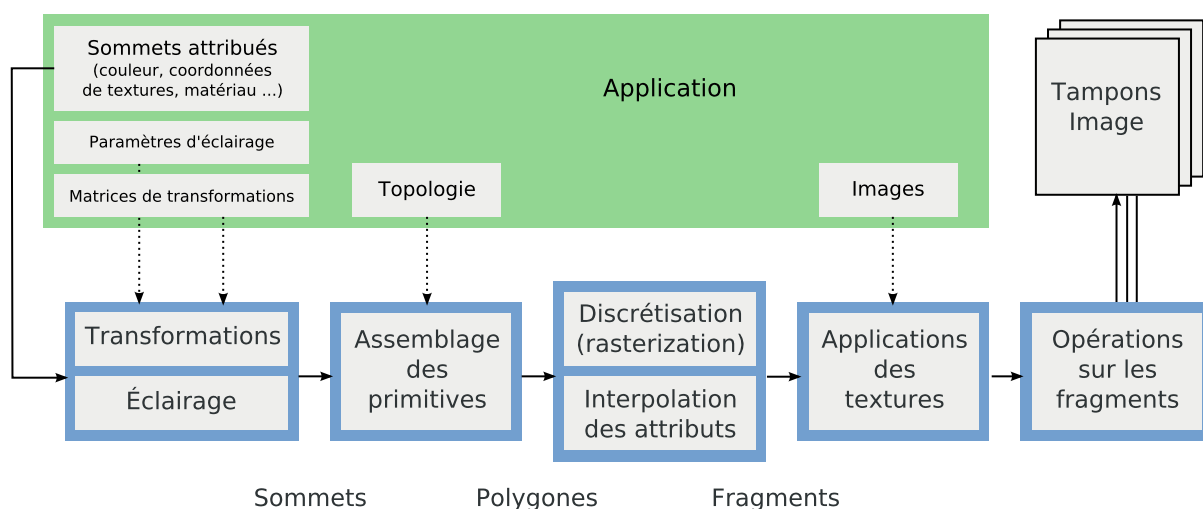 Sommets attribués
(couleur, coordonnées
de textures, matériau ...)
Application
Paramètres d'éclairage
Matrices de transformations
Topologie
Images
Tampons
Image
Transformations
Éclairage
Assemblage
des
primitives
Discrétisation
(rasterization)
Interpolation
des attributs
Applications
des
textures
Opérations
sur les
fragments
Sommets
Polygones
Fragments